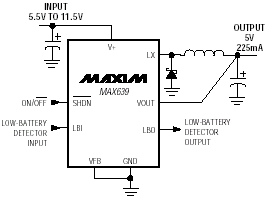 INPUT
5.5V TO 11.5V
OUTPUT
5V
225mA
V+
LX
MAXIM
MAX639
ON/OFF
SHDN
VOUT
LOW-BATTERY
DETECTOR
INPUT
LBI
LBO
LOW-BATTERY
DETECTOR
OUTPUT
VFB
GND